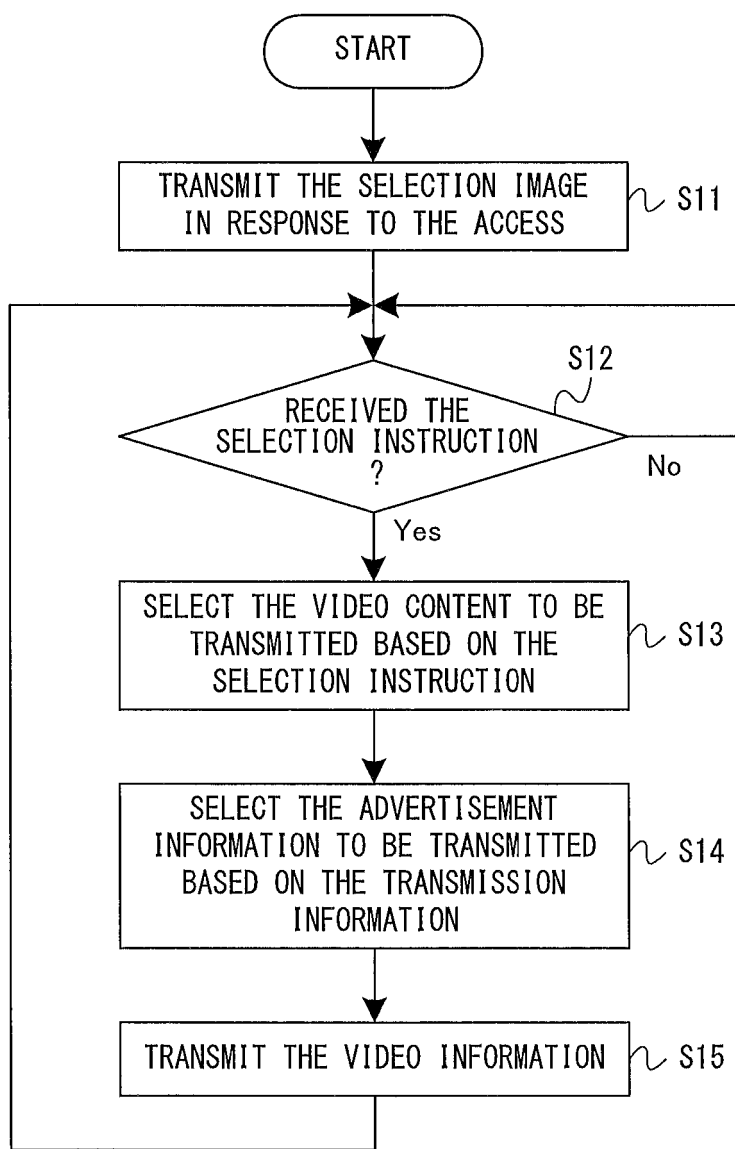 START
TRANSMIT THE SELECTION IMAGE
IN RESPONSE TO THE ACCESS
S11
S12
RECEIVED THE
SELECTION INSTRUCTION
?
No
Yes
SELECT THE VIDEO CONTENT TO BE
TRANSMITTED BASED ON THE
SELECTION INSTRUCTION
S13
SELECT THE ADVERTISEMENT
INFORMATION TO BE TRANSMITTED
BASED ON THE TRANSMISSION
INFORMATION
S14
TRANSMIT THE VIDEO INFORMATION
S15